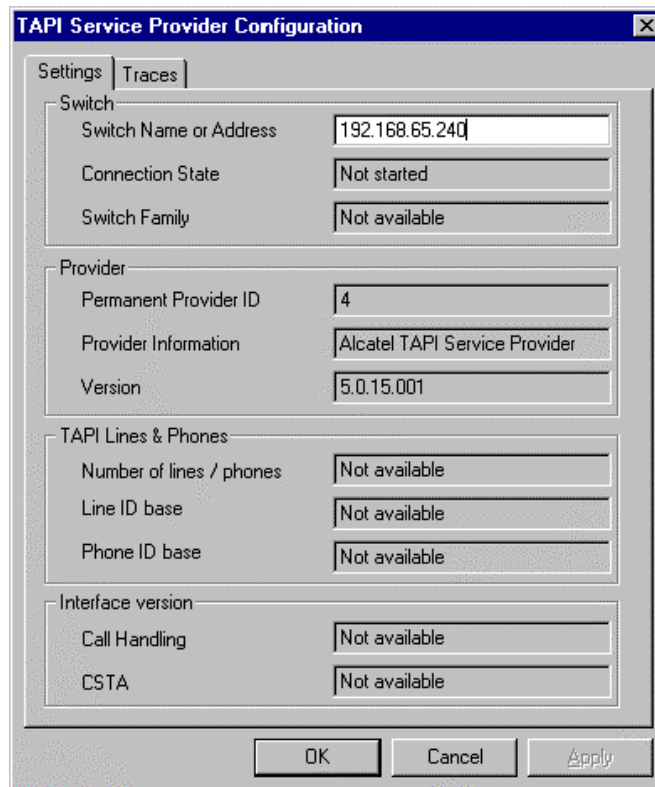 TAPI Service Provider Configuration
Settings Traces
Switch
Switch Name or Address 192.168.65.240
Connection State Not started
Switch Family Not available
Provider
Permanent Provider ID 4
Provider Information Alcatel TAPI Service Provider
Version 5.0.15.001
TAPI Lines & Phones
Number of lines / phones Not available
Line ID base Not available
Phone ID base Not available
Interface version
Call Handling Not available
CSTA Not available
OK Cancel Apply